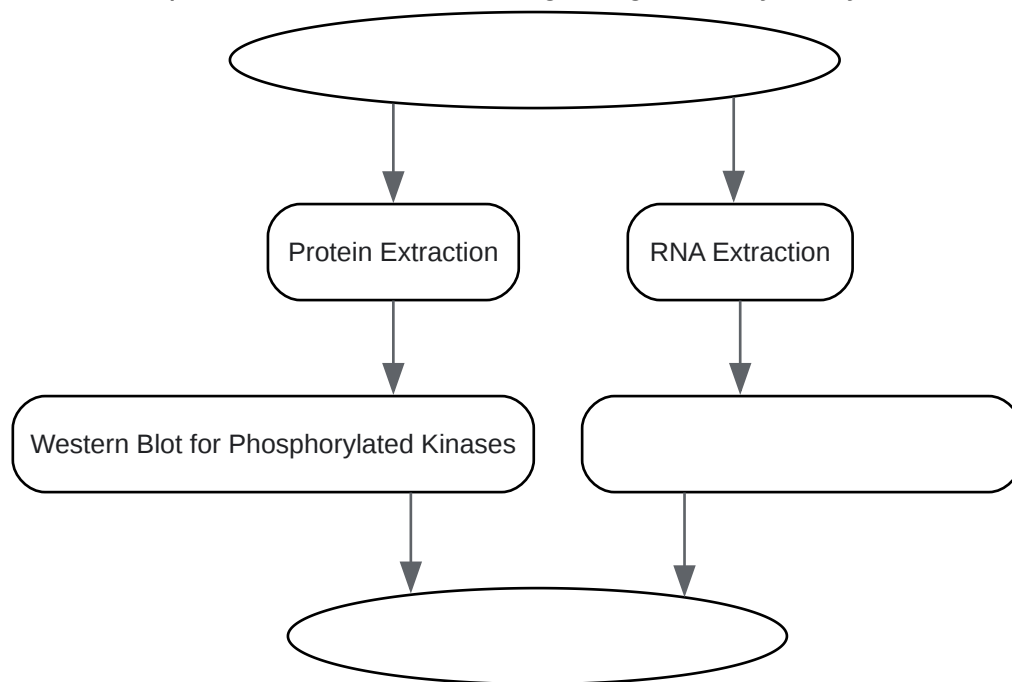 Protein Extraction
RNA Extraction
Western Blot for Phosphorylated Kinases